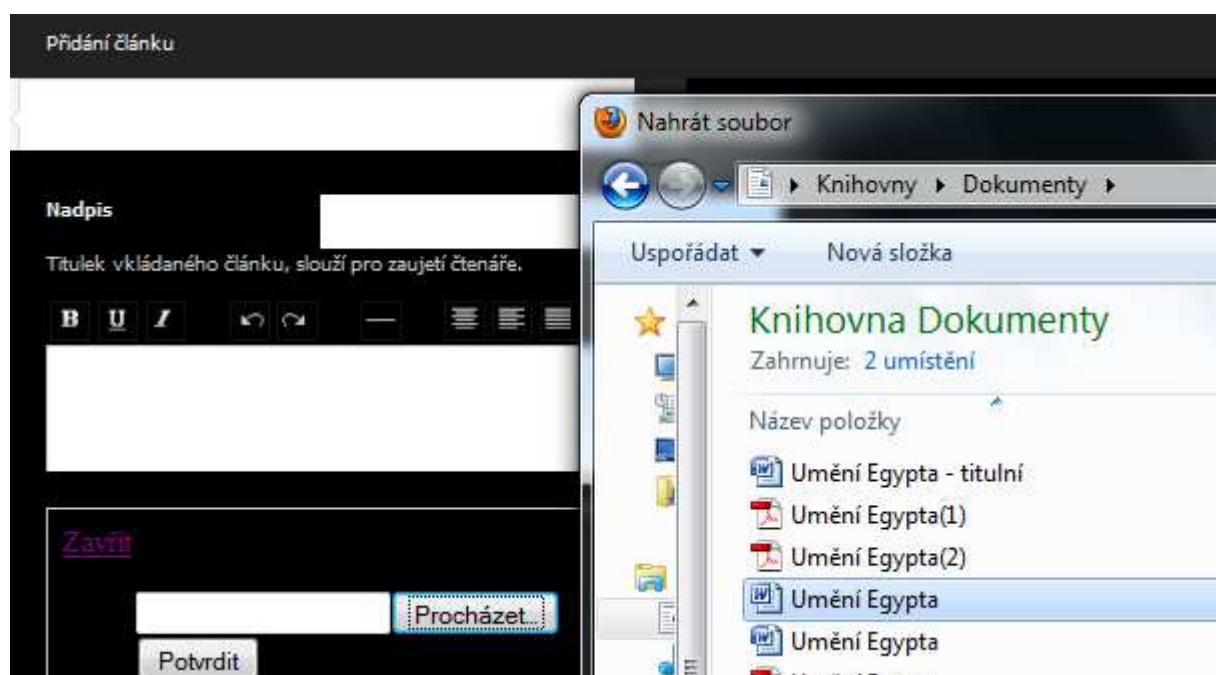 Přidání článku
Nahrát soubor
Knihovny Dokumenty
Nadpis
Titulek vkládaného článku, slouží pro zaujetí čtenáře.
B U I
Zavřít
Procházet...
Potvrdit
Uspořádat Nová složka
Knihovna Dokumenty
Zahrnuje: 2 umístění
Název položky
Umění Egypta - titulní
Umění Egypta(1)
Umění Egypta(2)
Umění Egypta
Umění Egypta